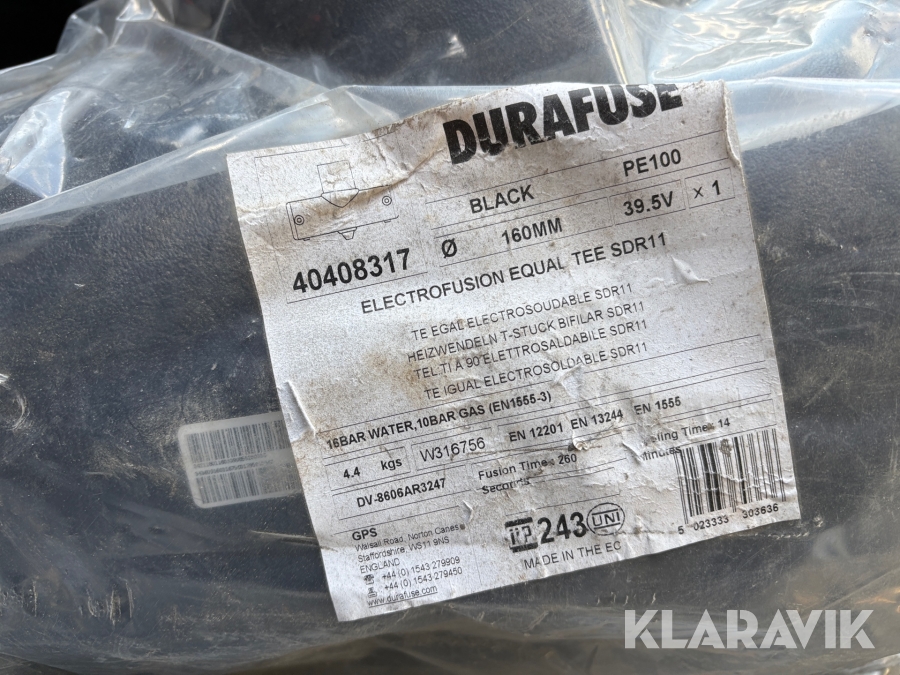 DURAFUSE
BLACK
PE100
Ø
160MM
39.5V
x 1
40408317
ELECTROFUSION EQUAL TEE SDR11
TE EGAL ELECTROSOUDABLE SDR11
HEIZWENDELN T-STUCK BIFILAR SDR11
TEL TI A 90 ELETTROSALDABILE SDR11
TE IGUAL ELECTROSOLDABLE SDR11
16BAR WATER,10BAR GAS (EN1555-3)
4.4 kgs
W316756
EN 12201 EN 13244 EN 1555
DV-8606AR3247
Fusion Time 260
Seconds
Time 14
GPS
Walsall Road, Norton Canes
Staffordshire, WS11 9NS
ENGLAND
+44 (0) 1543 279909
+44 (0) 1543 279450
www.durafuse.com
IIP 243 UNI
MADE IN THE EC
5 023333 303636
KLARAVIK